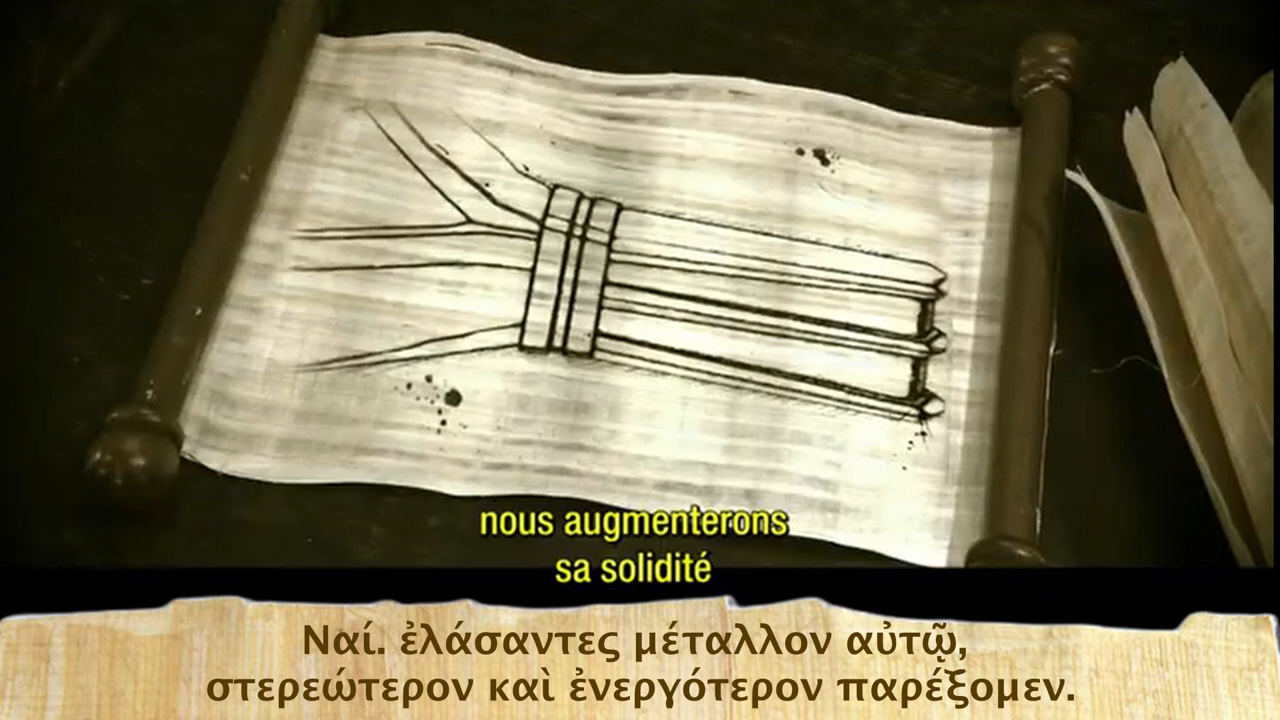 nous augmenterons
sa solidité
Ναί. ἐλάσαντες μέταλλον αὐτῷ,
στερεώτερον καὶ ἐνεργότερον παρέξομεν.